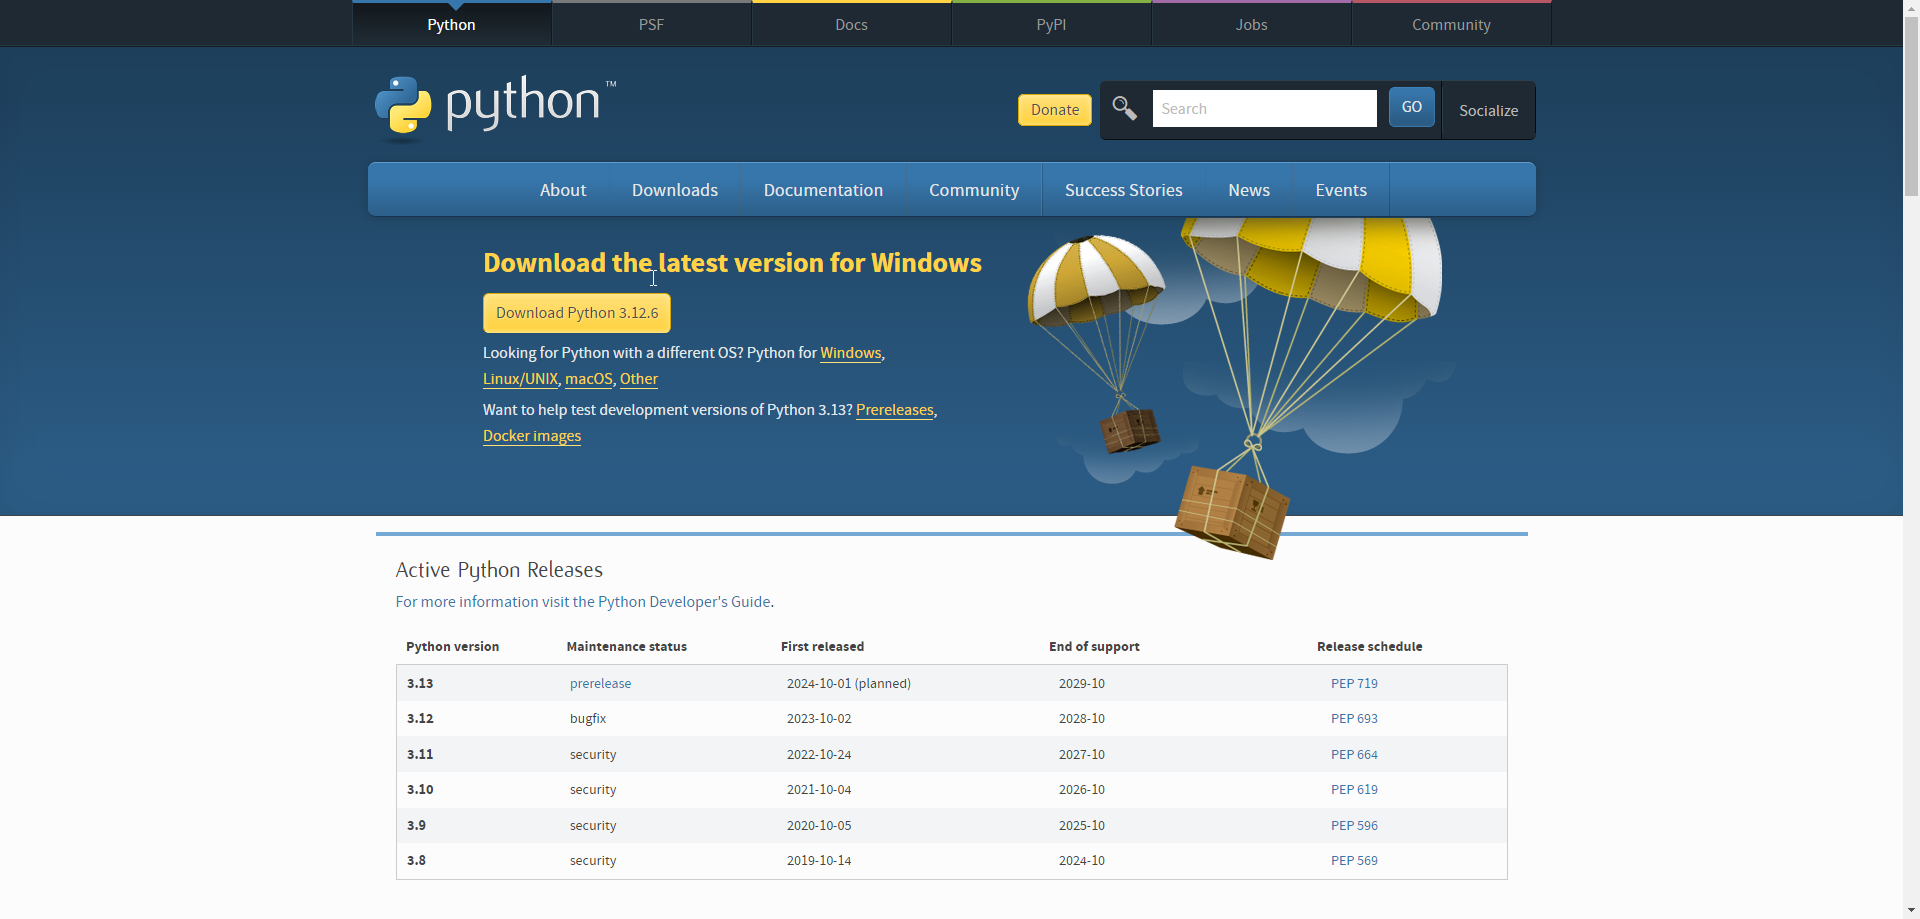 Python PSF Docs PyPI Jobs Community
python™
Donate Search GO Socialize
About Downloads Documentation Community Success Stories News Events
Download the latest version for Windows
Download Python 3.12.6
Looking for Python with a different OS? Python for Windows,
Linux/UNIX, macOS, Other
Want to help test development versions of Python 3.13? Prereleases,
Docker images
Active Python Releases
For more information visit the Python Developer's Guide.
Python version Maintenance status First released End of support Release schedule
3.13 prerelease 2024-10-01 (planned) 2029-10 PEP 719
3.12 bugfix 2023-10-02 2028-10 PEP 693
3.11 security 2022-10-24 2027-10 PEP 664
3.10 security 2021-10-04 2026-10 PEP 619
3.9 security 2020-10-05 2025-10 PEP 596
3.8 security 2019-10-14 2024-10 PEP 569